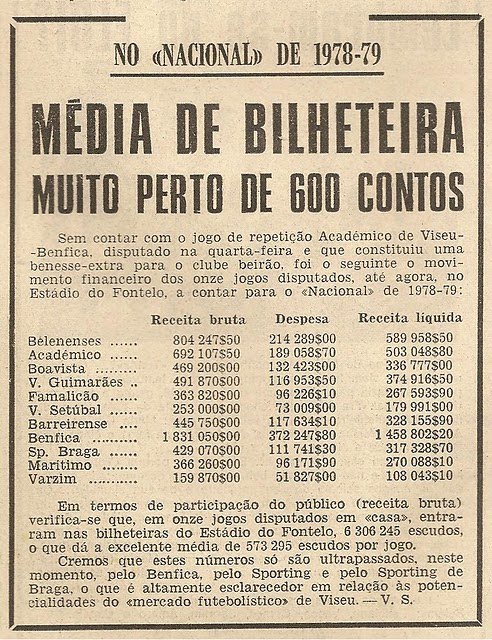 NO «NACIONAL» DE 1978-79
MÉDIA DE BILHETEIRA
MUITO PERTO DE 600 CONTOS
Sem contar com o jogo de repetição Académico de Viseu-
-Benfica, disputado na quarta-feira e que constituiu uma
benesse-extra para o clube beirão, foi o seguinte o movi-
mento financeiro dos onze jogos disputados, até agora, no
Estádio do Fontelo, a contar para o «Nacional» de 1978-79:
Receita bruta Despesa Receita líquida
Belenenses ...... 804 247$50 214 289$00 589 958$50
Académico ...... 692 107$50 189 058$70 503 048$80
Boavista ......... 469 200$00 132 423$00 336 777$00
V. Guimarães .. 491 870$00 116 953$50 374 916$50
Famalicão ...... 363 820$00 96 226$10 267 593$90
V. Setúbal ...... 253 000$00 73 009$00 179 991$00
Barreirense .... 445 750$00 117 634$10 328 155$90
Benfica .......... 1 831 050$00 372 247$80 1 458 802$20
Sp. Braga ...... 429 070$00 111 741$30 317 328$70
Marítimo ......... 366 260$00 96 171$90 270 088$10
Varzim ........... 159 870$00 51 827$00 108 043$10
Em termos de participação do público (receita bruta)
verifica-se que, em onze jogos disputados em «casa», entra-
ram nas bilheteiras do Estádio do Fontelo, 6 306 245 escudos,
o que dá a excelente média de 573 295 escudos por jogo.
Cremos que estes números só são ultrapassados, neste
momento, pelo Benfica, pelo Sporting e pelo Sporting de
Braga, o que é altamente esclarecedor em relação às poten-
cialidades do «mercado futebolístico» de Viseu. — V. S.